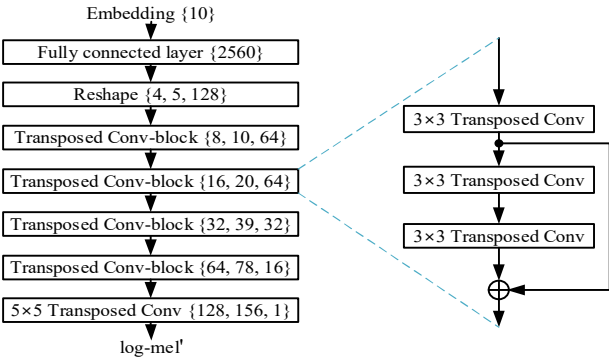 Embedding {10}
Fully connected layer {2560}
Reshape {4, 5, 128}
Transposed Conv-block {8, 10, 64}
Transposed Conv-block {16, 20, 64}
Transposed Conv-block {32, 39, 32}
Transposed Conv-block {64, 78, 16}
5×5 Transposed Conv {128, 156, 1}
log-mel'
3×3 Transposed Conv
3×3 Transposed Conv
3×3 Transposed Conv